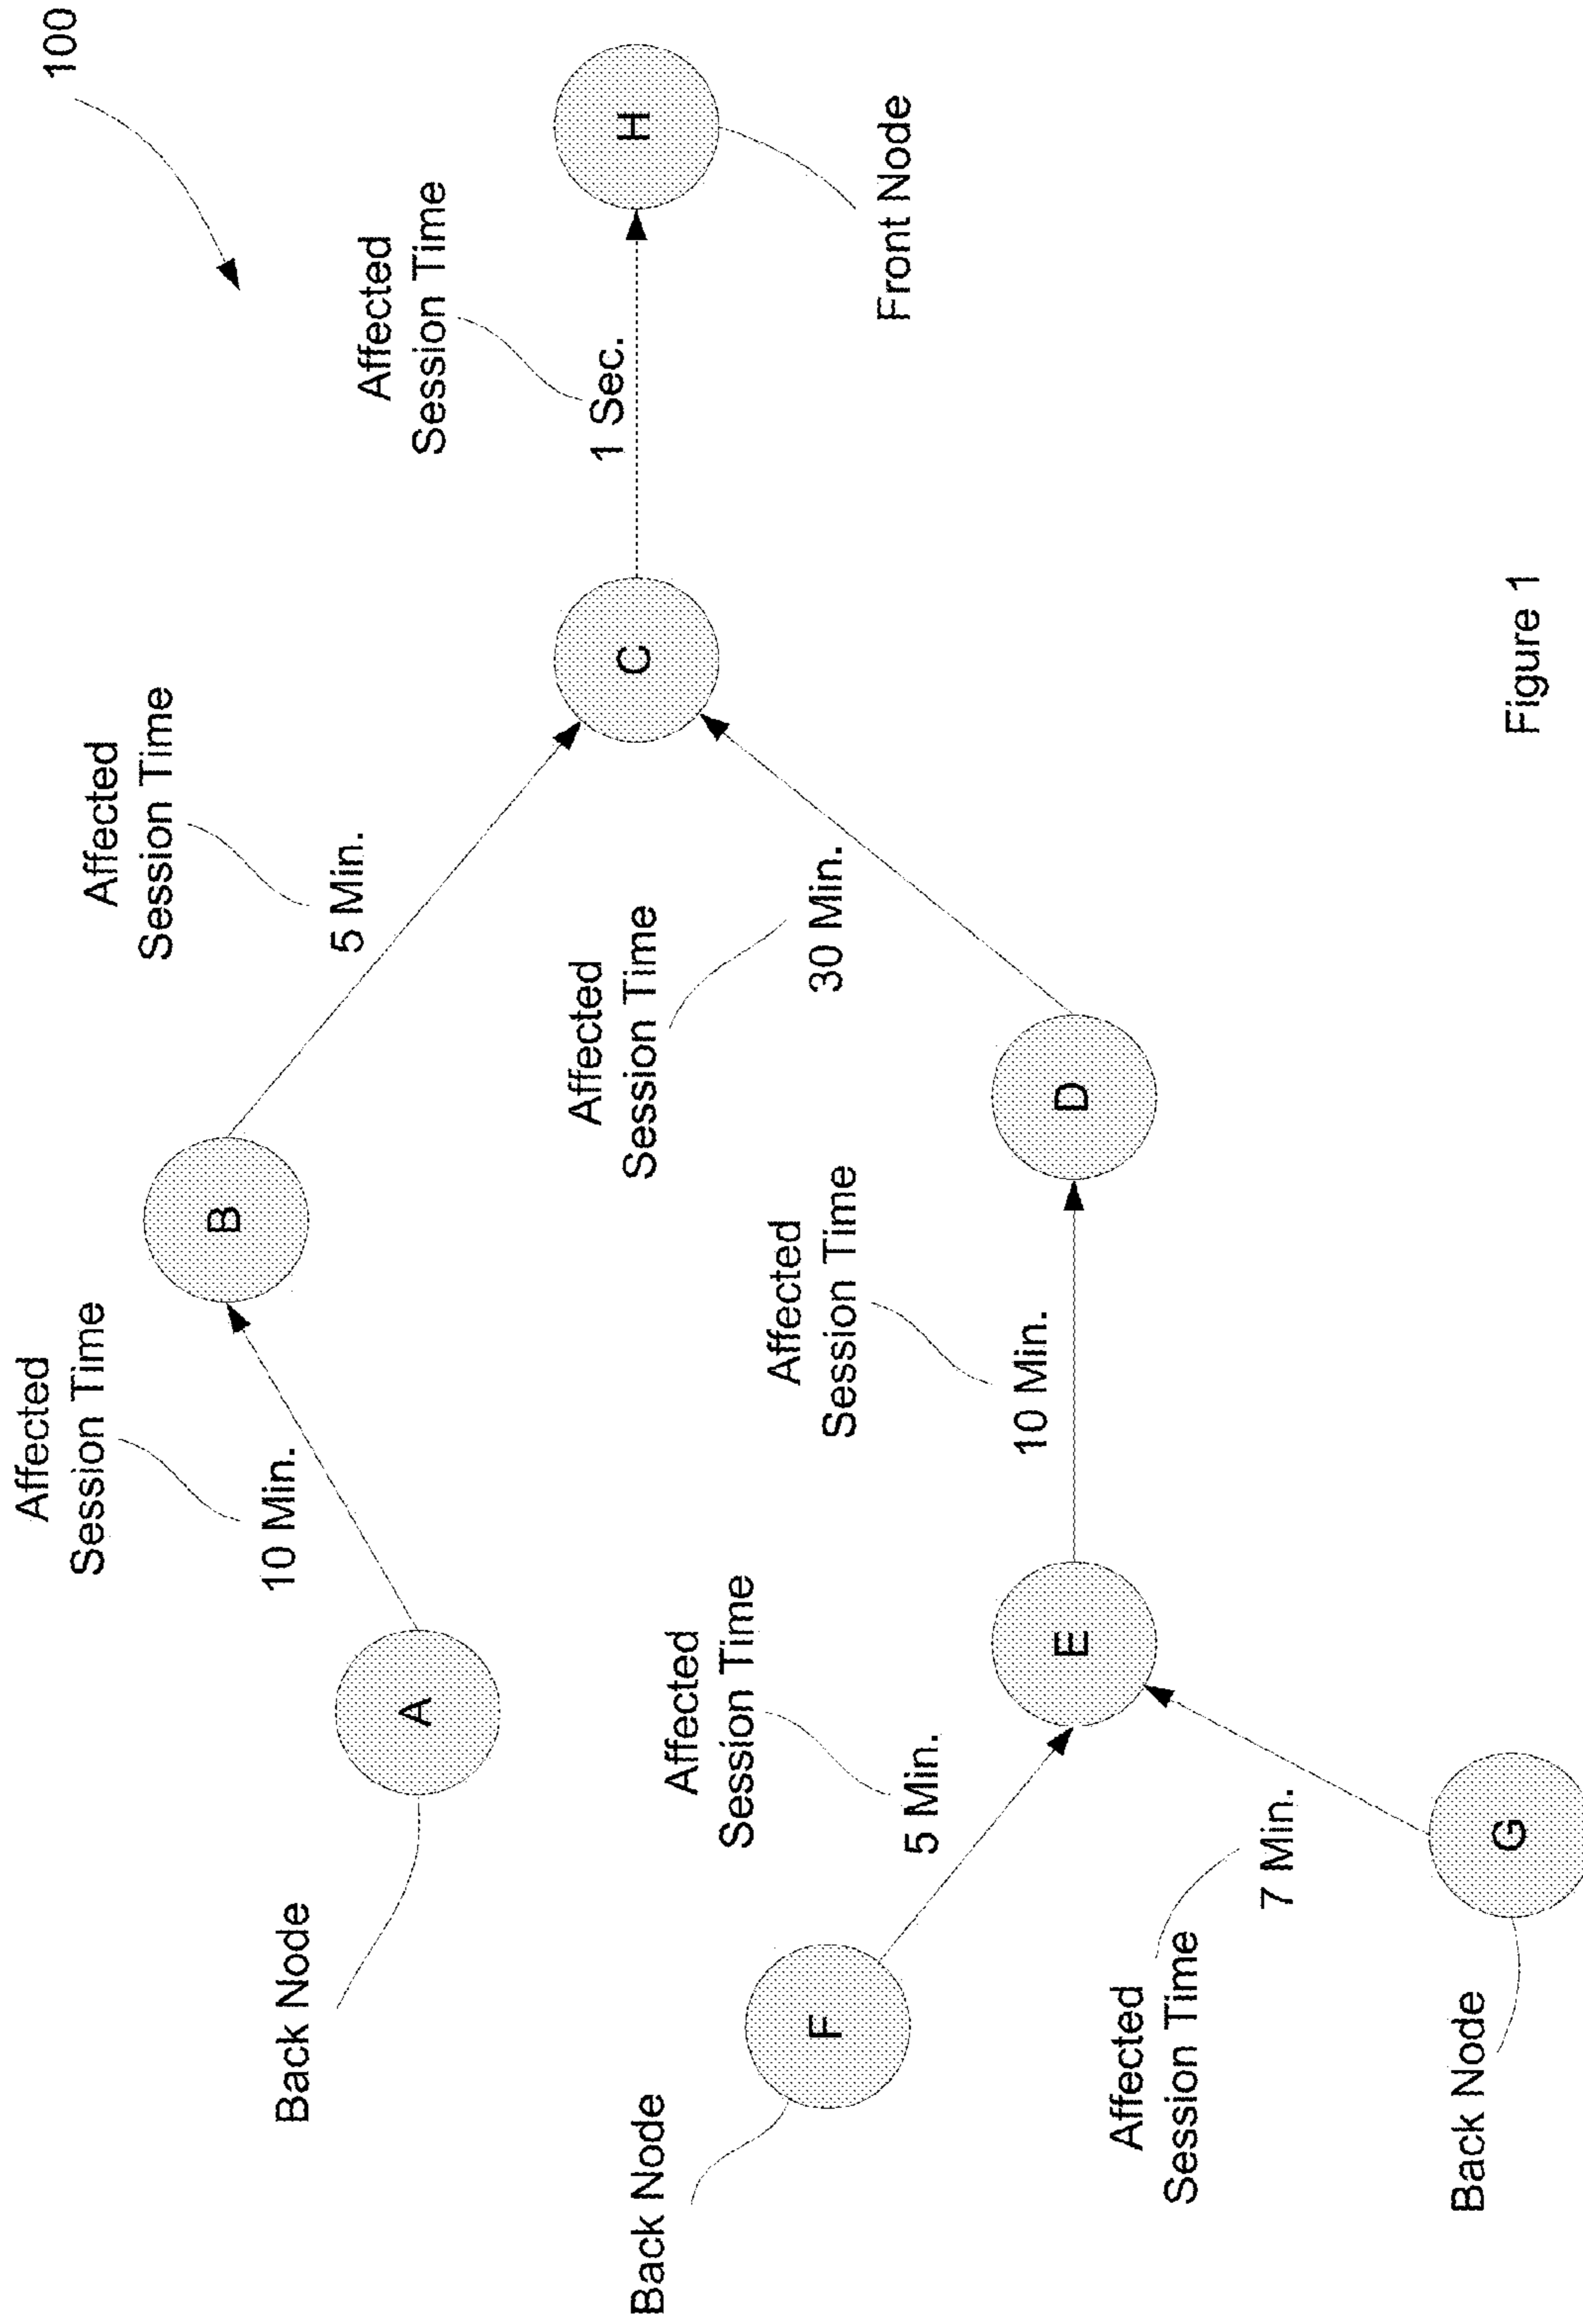 100
Affected
Session Time
10 Min.
B
Affected
Session Time
5 Min.
Affected
Session Time
1 Sec.
H
Front Node
Back Node
A
C
Affected
Session Time
30 Min.
Affected
Session Time
10 Min.
D
Affected
Session Time
5 Min.
E
Back Node
F
Affected
Session Time
7 Min.
Back Node
G
Figure 1